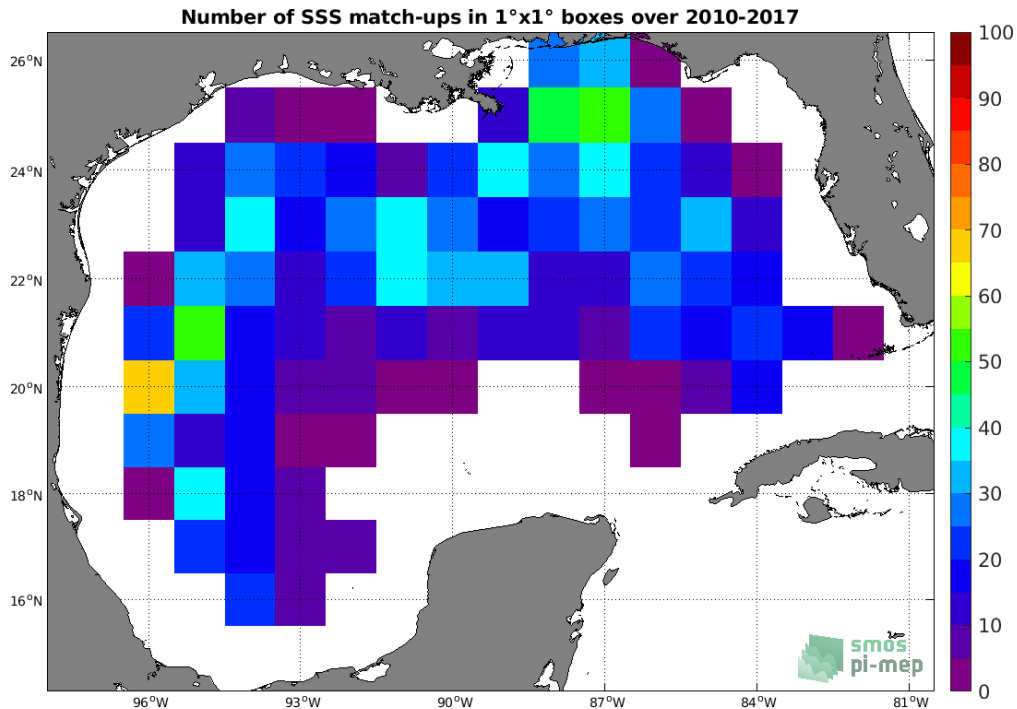 Number of SSS match-ups in 1°x1° boxes over 2010-2017
26°N
24°N
22°N
20°N
18°N
16°N
96°W
93°W
90°W
87°W
84°W
81°W
100
90
80
70
60
50
40
30
20
10
0
smos
pi-mep